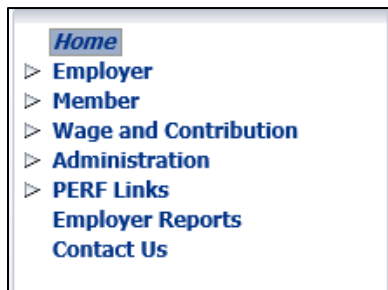 Home
Employer
Member
Wage and Contribution
Administration
PERF Links
Employer Reports
Contact Us